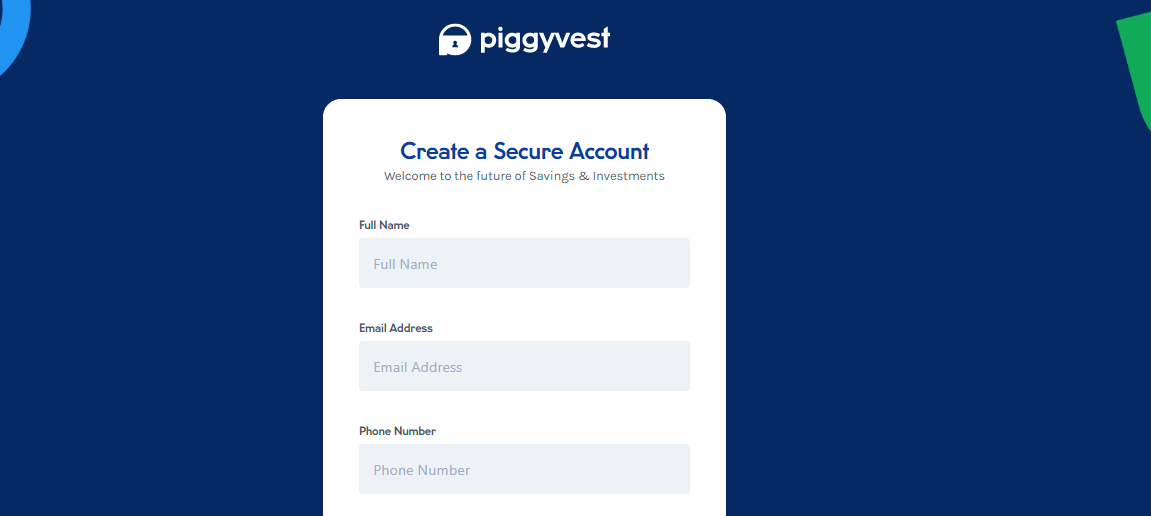 piggyvest
Create a Secure Account
Welcome to the future of Savings & Investments
Full Name
Full Name
Email Address
Email Address
Phone Number
Phone Number